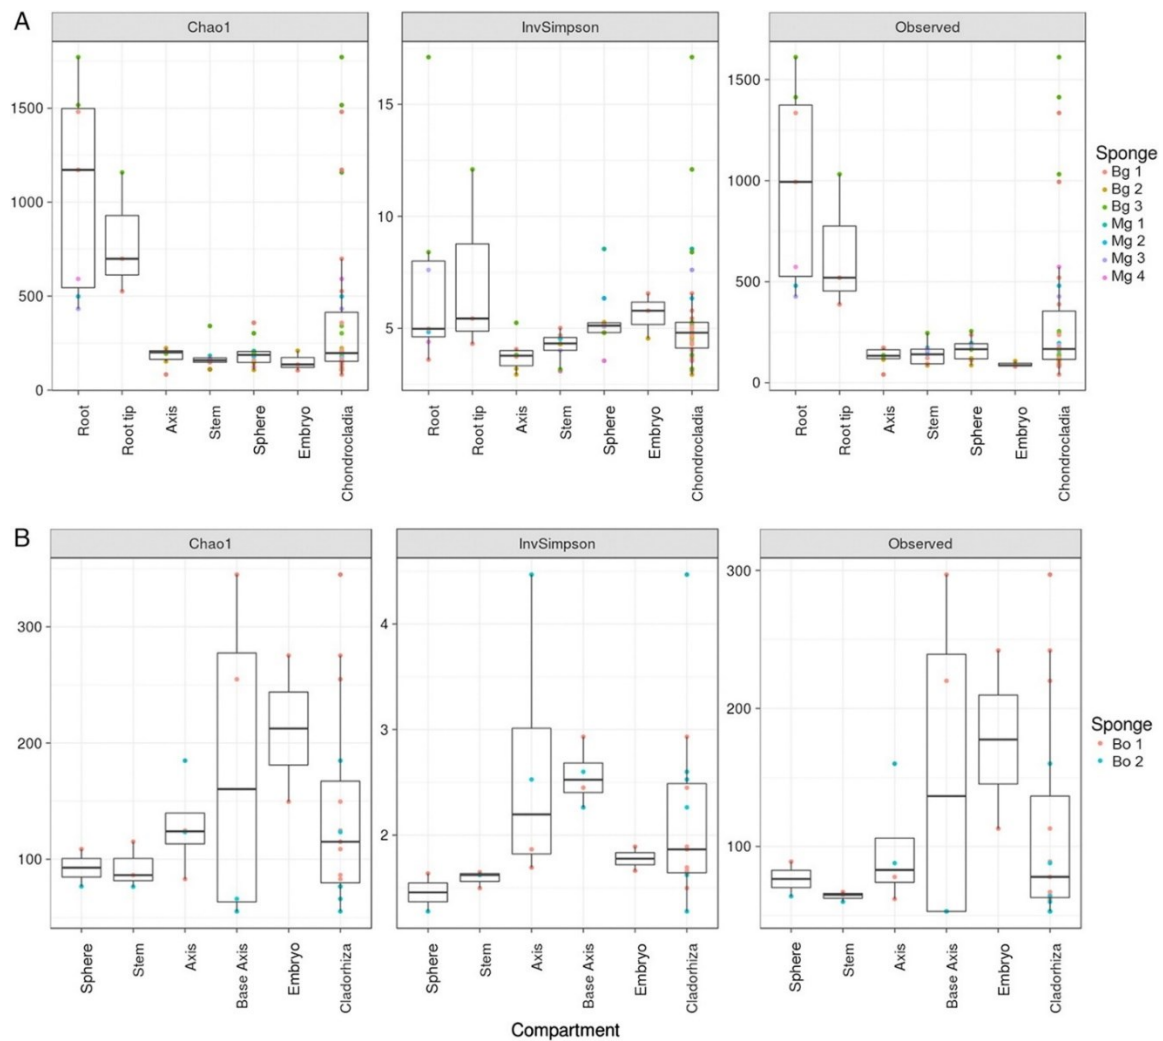 A
Chao1
InvSimpson
Observed
1500
1000
500
0
15
10
5
1500
1000
500
0
Root
Root tip
Axis
Stem
Sphere
Embryo
Chondrocladia
Root
Root tip
Axis
Stem
Sphere
Embryo
Chondrocladia
Root
Root tip
Axis
Stem
Sphere
Embryo
Chondrocladia
Sponge
Bg 1
Bg 2
Bg 3
Mg 1
Mg 2
Mg 3
Mg 4
B
Chao1
InvSimpson
Observed
300
200
100
4
3
2
300
200
100
Sphere
Stem
Axis
Base Axis
Embryo
Cladorhiza
Sphere
Stem
Axis
Base Axis
Embryo
Cladorhiza
Sphere
Stem
Axis
Base Axis
Embryo
Cladorhiza
Sponge
Bo 1
Bo 2
Compartment